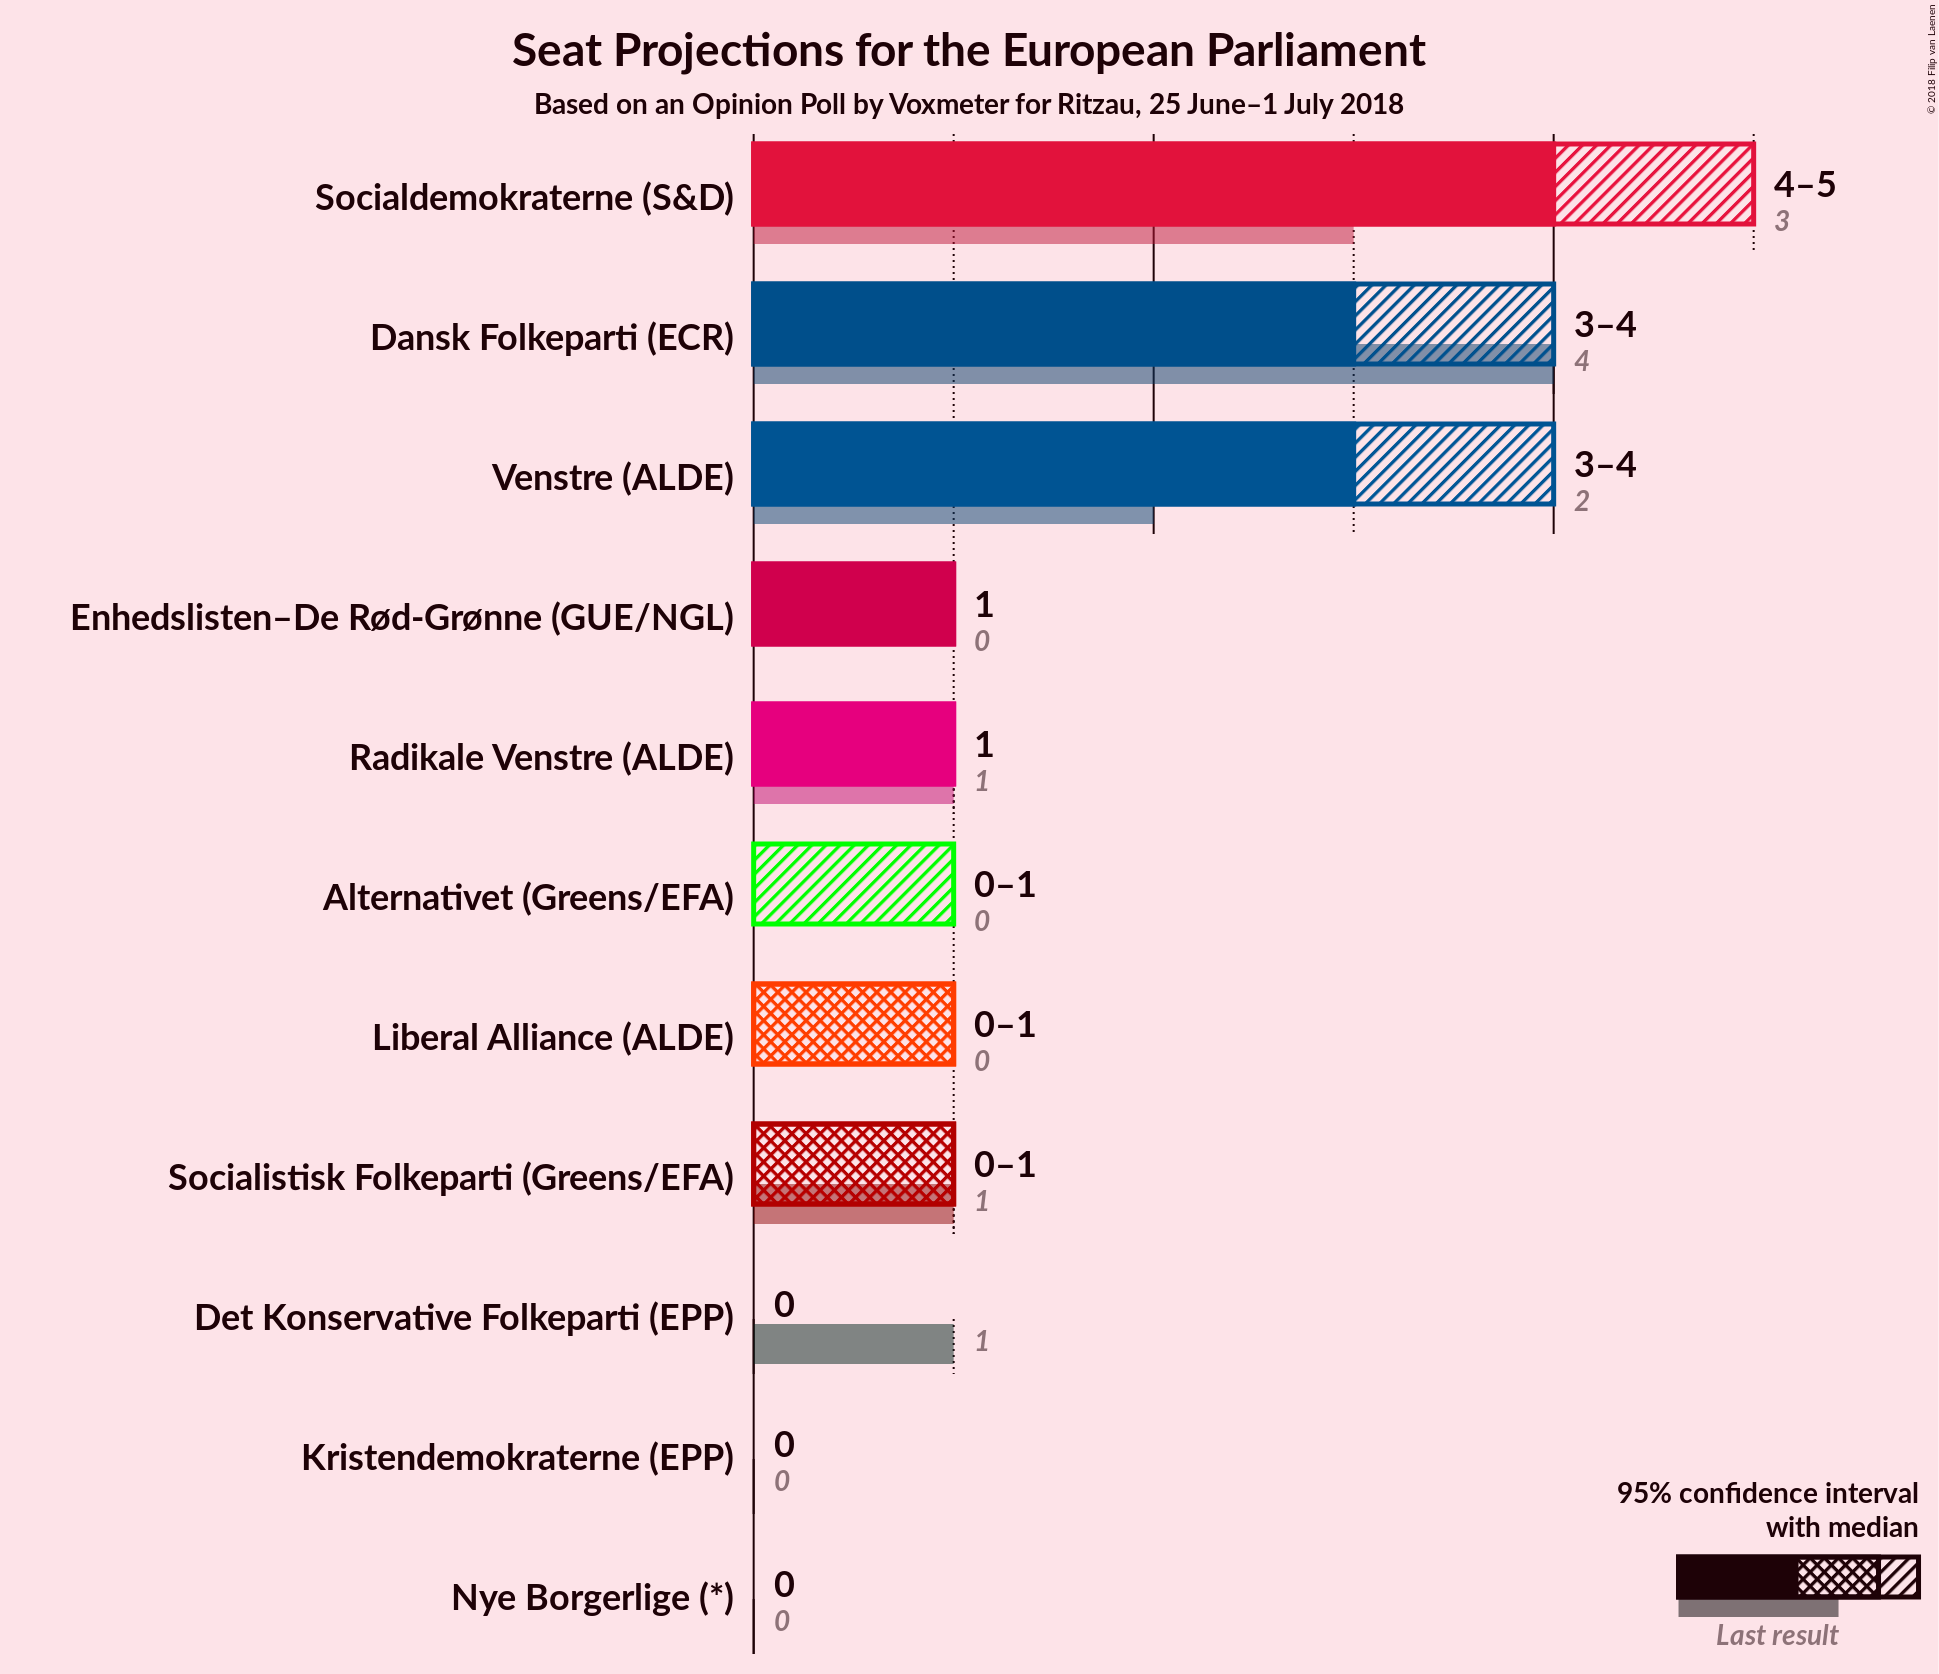 Seat Projections for the European Parliament
Based on an Opinion Poll by Voxmeter for Ritzau, 25 June–1 July 2018
© 2018 Filip van Laenen
Socialdemokraterne (S&D)
4–5
3
Dansk Folkeparti (ECR)
3–4
4
Venstre (ALDE)
3–4
2
Enhedslisten–De Rød-Grønne (GUE/NGL)
1
0
Radikale Venstre (ALDE)
1
1
Alternativet (Greens/EFA)
0–1
0
Liberal Alliance (ALDE)
0–1
0
Socialistisk Folkeparti (Greens/EFA)
0–1
1
Det Konservative Folkeparti (EPP)
0
1
Kristendemokraterne (EPP)
0
0
Nye Borgerlige (*)
0
0
95% confidence interval
with median
Last result